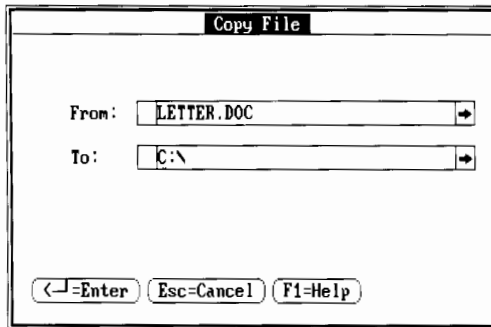 Copy File
From: LETTER.DOC
To: C:\
=Enter Esc=Cancel F1=Help